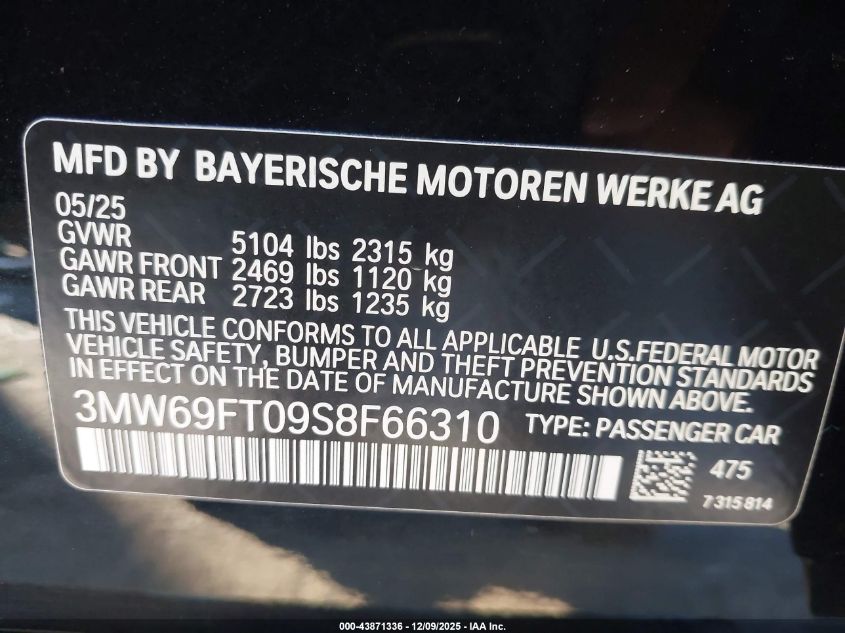 MFD BY BAYERISCHE MOTOREN WERKE AG
05/25
GVWR 5104 lbs 2315 kg
GAWR FRONT 2469 lbs 1120 kg
GAWR REAR 2723 lbs 1235 kg
THIS VEHICLE CONFORMS TO ALL APPLICABLE U.S.FEDERAL MOTOR
VEHICLE SAFETY, BUMPER AND THEFT PREVENTION STANDARDS
IN EFFECT ON THE DATE OF MANUFACTURE SHOWN ABOVE.
3MW69FT09S8F66310 TYPE: PASSENGER CAR
475
7 315 814
000-43871336 - 12/09/2025 - IAA Inc.